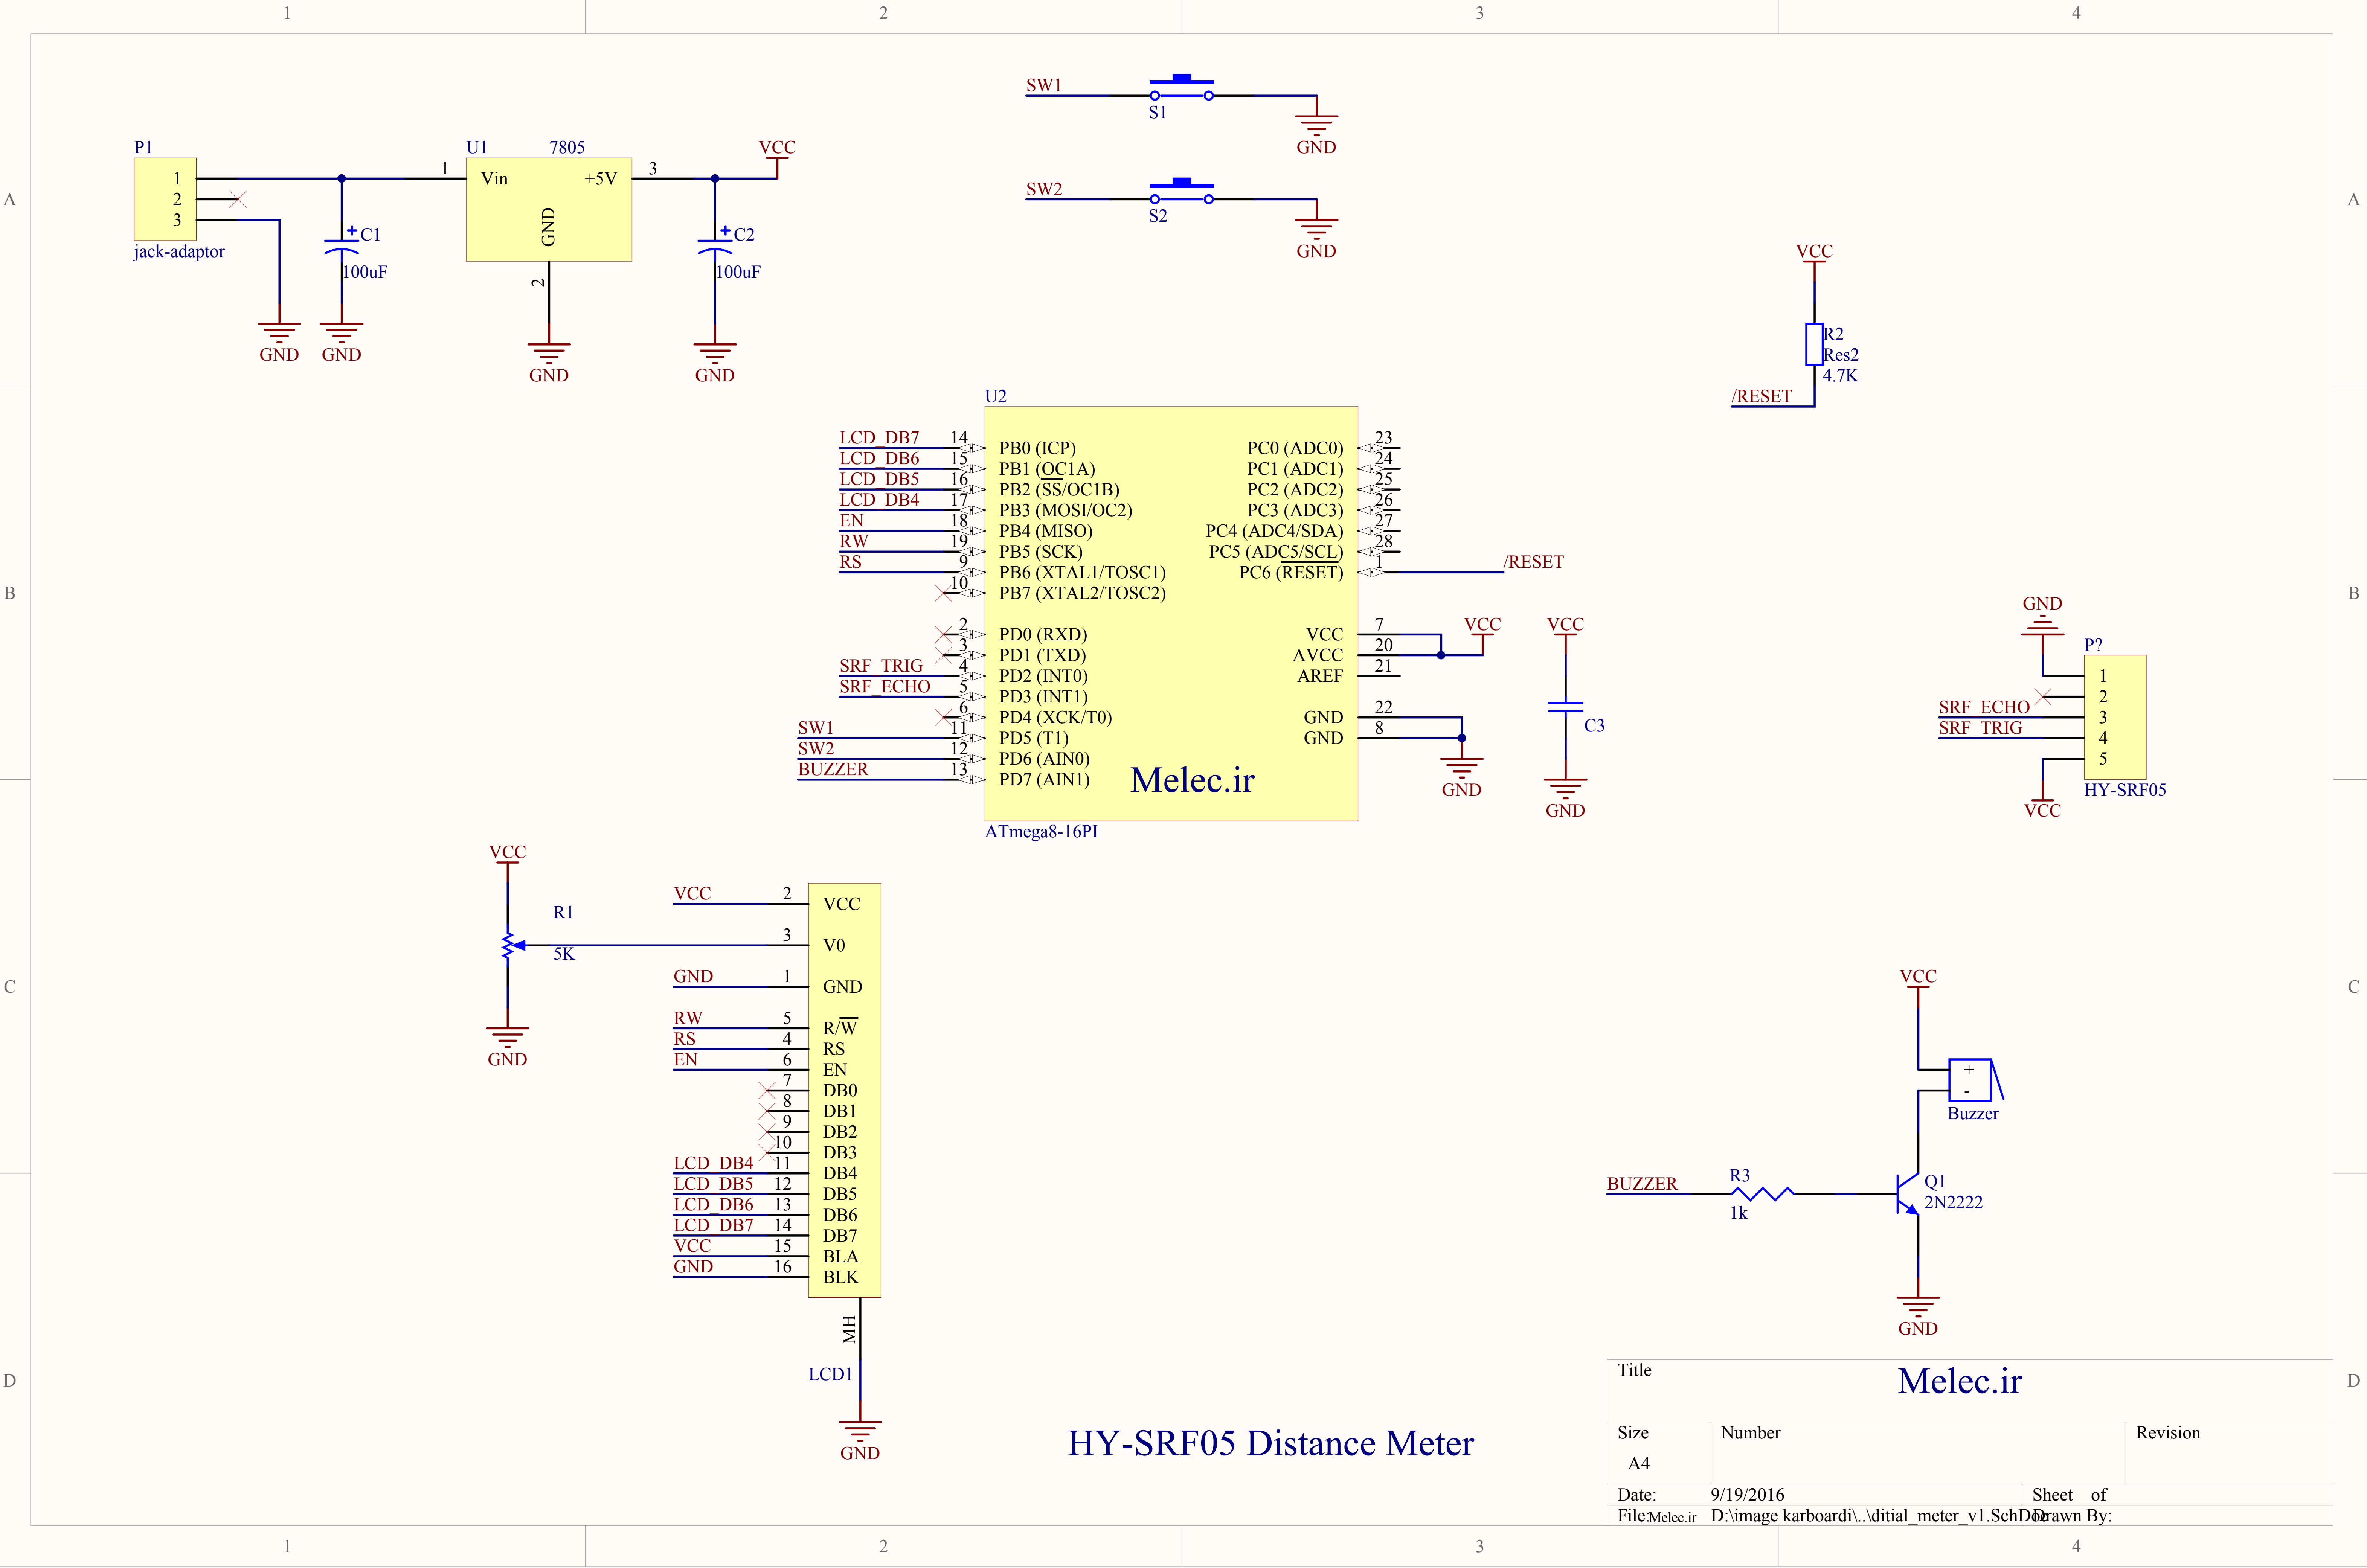 1 2 3 4
A
B
C
D
A
B
C
D
1 2 3 4
P1
1
2
3
jack-adaptor
GND
GND
C1
100uF
U1 7805
1
Vin
+5V
3
GND
2
GND
VCC
C2
100uF
GND
SW1
S1
GND
SW2
S2
GND
VCC
R2
Res2
4.7K
/RESET
U2
LCD_DB7 14 PB0 (ICP)
LCD_DB6 15 PB1 (OC1A)
LCD_DB5 16 PB2 (SS/OC1B)
LCD_DB4 17 PB3 (MOSI/OC2)
EN 18 PB4 (MISO)
RW 19 PB5 (SCK)
RS 9 PB6 (XTAL1/TOSC1)
10 PB7 (XTAL2/TOSC2)
2 PD0 (RXD)
3 PD1 (TXD)
SRF_TRIG 4 PD2 (INT0)
SRF_ECHO 5 PD3 (INT1)
6 PD4 (XCK/T0)
SW1 11 PD5 (T1)
SW2 12 PD6 (AIN0)
BUZZER 13 PD7 (AIN1)
PC0 (ADC0) 23
PC1 (ADC1) 24
PC2 (ADC2) 25
PC3 (ADC3) 26
PC4 (ADC4/SDA) 27
PC5 (ADC5/SCL) 28
PC6 (RESET) 1 /RESET
VCC 7
AVCC 20
AREF 21
GND 22
GND 8
VCC
GND
Melec.ir
ATmega8-16PI
VCC
C3
GND
GND
P?
1
2
SRF_ECHO 3
SRF_TRIG 4
5
VCC
HY-SRF05
VCC
R1
5K
GND
VCC 2 VCC
3 V0
GND 1 GND
RW 5 R/W
RS 4 RS
EN 6 EN
7 DB0
8 DB1
9 DB2
10 DB3
LCD_DB4 11 DB4
LCD_DB5 12 DB5
LCD_DB6 13 DB6
LCD_DB7 14 DB7
VCC 15 BLA
GND 16 BLK
MH
LCD1
GND
VCC
+
-
Buzzer
BUZZER
R3
1k
Q1
2N2222
GND
HY-SRF05 Distance Meter
Title
Melec.ir
Size
A4
Number
Revision
Date: 9/19/2016 Sheet of
File: Melec.ir D:\image karboardi\..\ditial_meter_v1.SchDoc Drawn By: